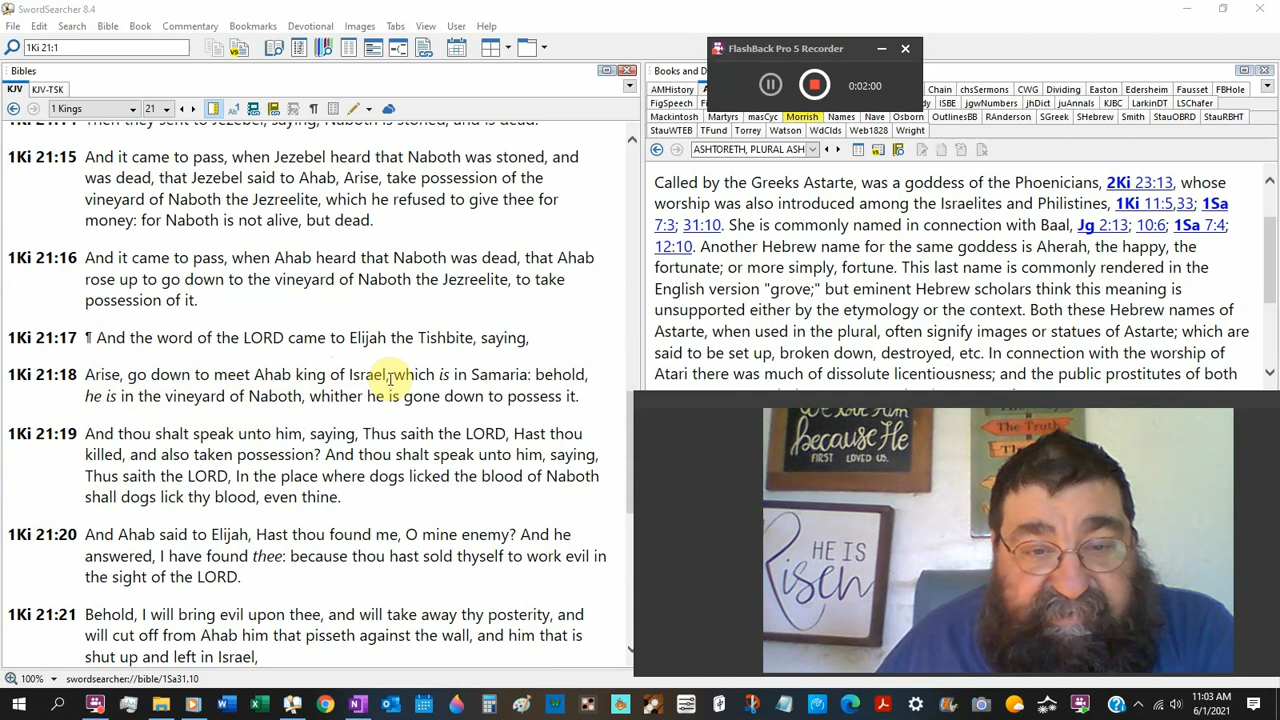 SwordSearcher 8.4
File Edit Search Bible Book Commentary Bookmarks Devotional Images Tabs View User Help
1Ki 21:1
FlashBack Pro 5 Recorder
0:02:00
Bibles
KJV KJV-TSK
1 Kings 21
1Ki 21:15 And it came to pass, when Jezebel heard that Naboth was stoned, and
was dead, that Jezebel said to Ahab, Arise, take possession of the
vineyard of Naboth the Jezreelite, which he refused to give thee for
money: for Naboth is not alive, but dead.
1Ki 21:16 And it came to pass, when Ahab heard that Naboth was dead, that Ahab
rose up to go down to the vineyard of Naboth the Jezreelite, to take
possession of it.
1Ki 21:17 ¶ And the word of the LORD came to Elijah the Tishbite, saying,
1Ki 21:18 Arise, go down to meet Ahab king of Israel, which is in Samaria: behold,
he is in the vineyard of Naboth, whither he is gone down to possess it.
1Ki 21:19 And thou shalt speak unto him, saying, Thus saith the LORD, Hast thou
killed, and also taken possession? And thou shalt speak unto him, saying,
Thus saith the LORD, In the place where dogs licked the blood of Naboth
shall dogs lick thy blood, even thine.
1Ki 21:20 And Ahab said to Elijah, Hast thou found me, O mine enemy? And he
answered, I have found thee: because thou hast sold thyself to work evil in
the sight of the LORD.
1Ki 21:21 Behold, I will bring evil upon thee, and will take away thy posterity, and
will cut off from Ahab him that pisseth against the wall, and him that is
shut up and left in Israel,
100% swordsearcher://bible/1Sa31.10
Books and D
AMHistory Chain chsSermons CWG Dividing Easton Edersheim Fausset FBHole
FigSpeech ISBE jgwNumbers jhDict juAnnals KJBC LarkinDT LSChafer
Mackintosh Martyrs masCyc Morrish Names Nave Osborn OutlinesBB RAnderson SGreek SHebrew Smith StauOBRD StauRBHT
StauWTEB TFund Torrey Watson WdClds Web1828 Wright
ASHTORETH, PLURAL ASH
Called by the Greeks Astarte, was a goddess of the Phoenicians, 2Ki 23:13, whose
worship was also introduced among the Israelites and Philistines, 1Ki 11:5,33; 1Sa
7:3; 31:10. She is commonly named in connection with Baal, Jg 2:13; 10:6; 1Sa 7:4;
12:10. Another Hebrew name for the same goddess is Aherah, the happy, the
fortunate; or more simply, fortune. This last name is commonly rendered in the
English version "grove;" but eminent Hebrew scholars think this meaning is
unsupported either by the etymology or the context. Both these Hebrew names of
Astarte, when used in the plural, often signify images or statues of Astarte; which are
said to be set up, broken down, destroyed, etc. In connection with the worship of
Atari there was much of dissolute licentiousness; and the public prostitutes of both
We love Him
because He
FIRST LOVED US.
The Truth
HE IS
Risen
11:03 AM
6/1/2021